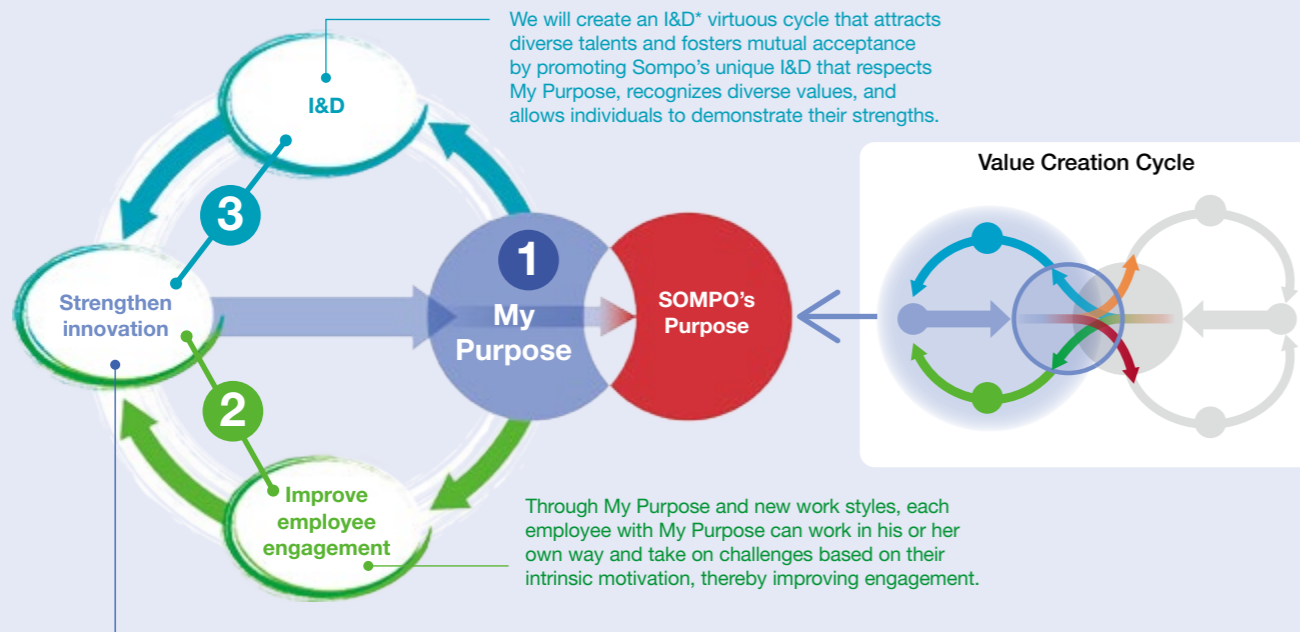 We will create an I&D* virtuous cycle that attracts
diverse talents and fosters mutual acceptance
by promoting Sompo's unique I&D that respects
My Purpose, recognizes diverse values, and
allows individuals to demonstrate their strengths.
I&D
3
Value Creation Cycle
1
My
Purpose
SOMPO's
Purpose
Strengthen
innovation
2
Improve
employee
engagement
Through My Purpose and new work styles, each
employee with My Purpose can work in his or her
own way and take on challenges based on their
intrinsic motivation, thereby improving engagement.